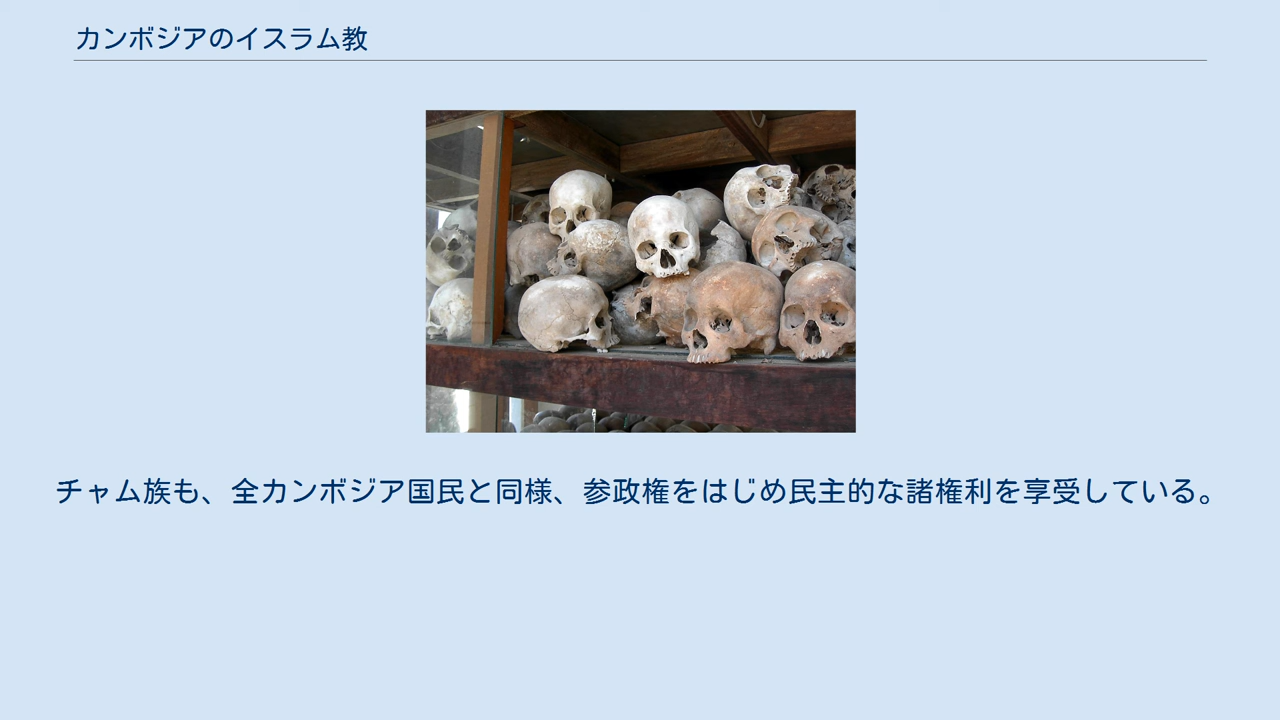 カンボジアのイスラム教
チャム族も、全カンボジア国民と同様、参政権をはじめ民主的な諸権利を享受している。